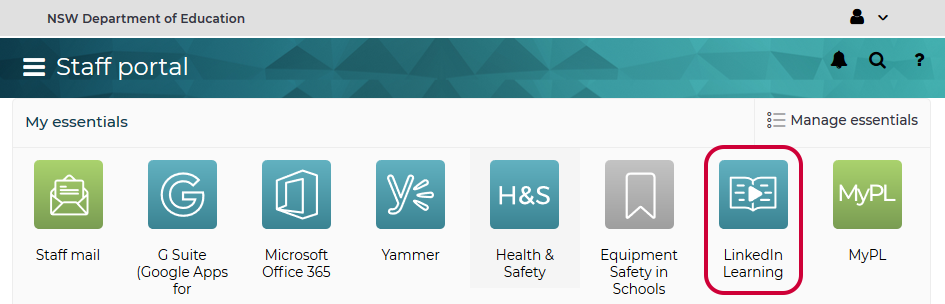 NSW Department of Education
Staff portal
?
My essentials
Manage essentials
G
y
H&S
MyPL
Staff mail
G Suite
(Google Apps
for
Microsoft
Office 365
Yammer
Health &
Safety
Equipment
Safety in
Schools
LinkedIn
Learning
MyPL